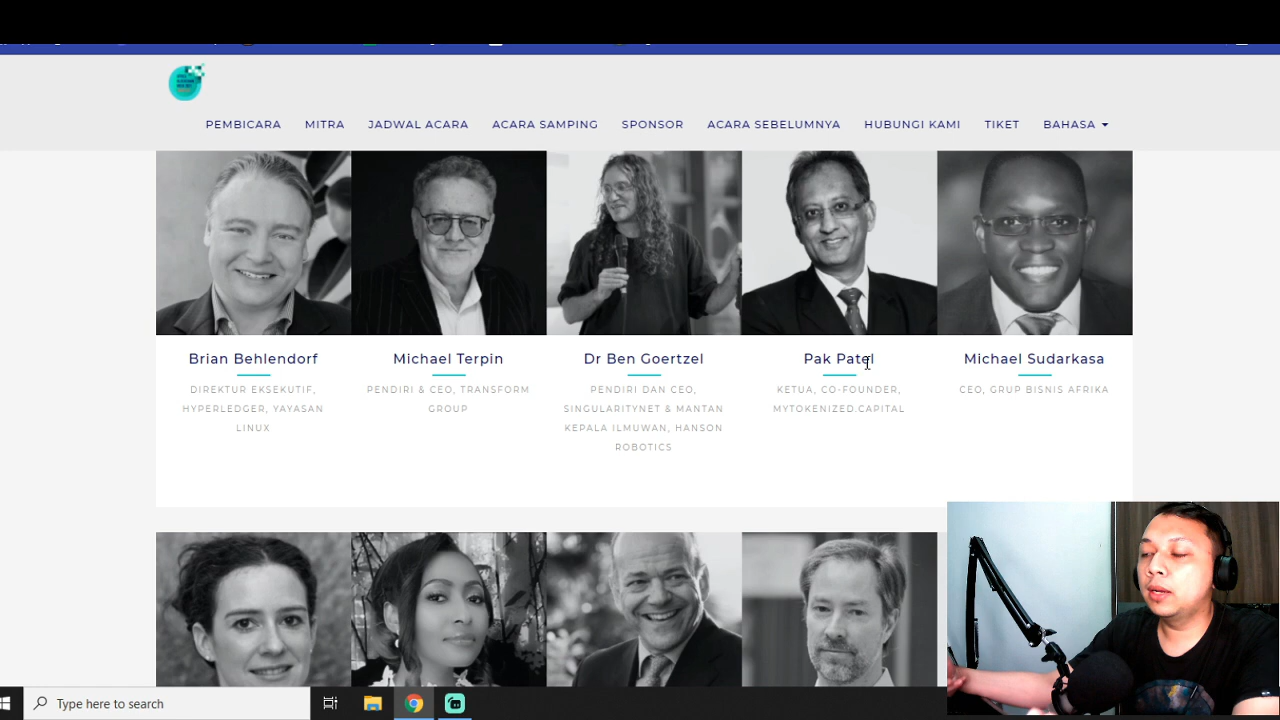 PEMBICARA MITRA JADWAL ACARA ACARA SAMPING SPONSOR ACARA SEBELUMNYA HUBUNGI KAMI TIKET BAHASA
Brian Behlendorf
DIREKTUR EKSEKUTIF,
HYPERLEDGER, YAYASAN
LINUX
Michael Terpin
PENDIRI & CEO, TRANSFORM
GROUP
Dr Ben Goertzel
PENDIRI DAN CEO,
SINGULARITYNET & MANTAN
KEPALA ILMUWAN, HANSON
ROBOTICS
Pak Patel
KETUA, CO-FOUNDER,
MYTOKENIZED.CAPITAL
Michael Sudarkasa
CEO, GRUP BISNIS AFRIKA
Type here to search